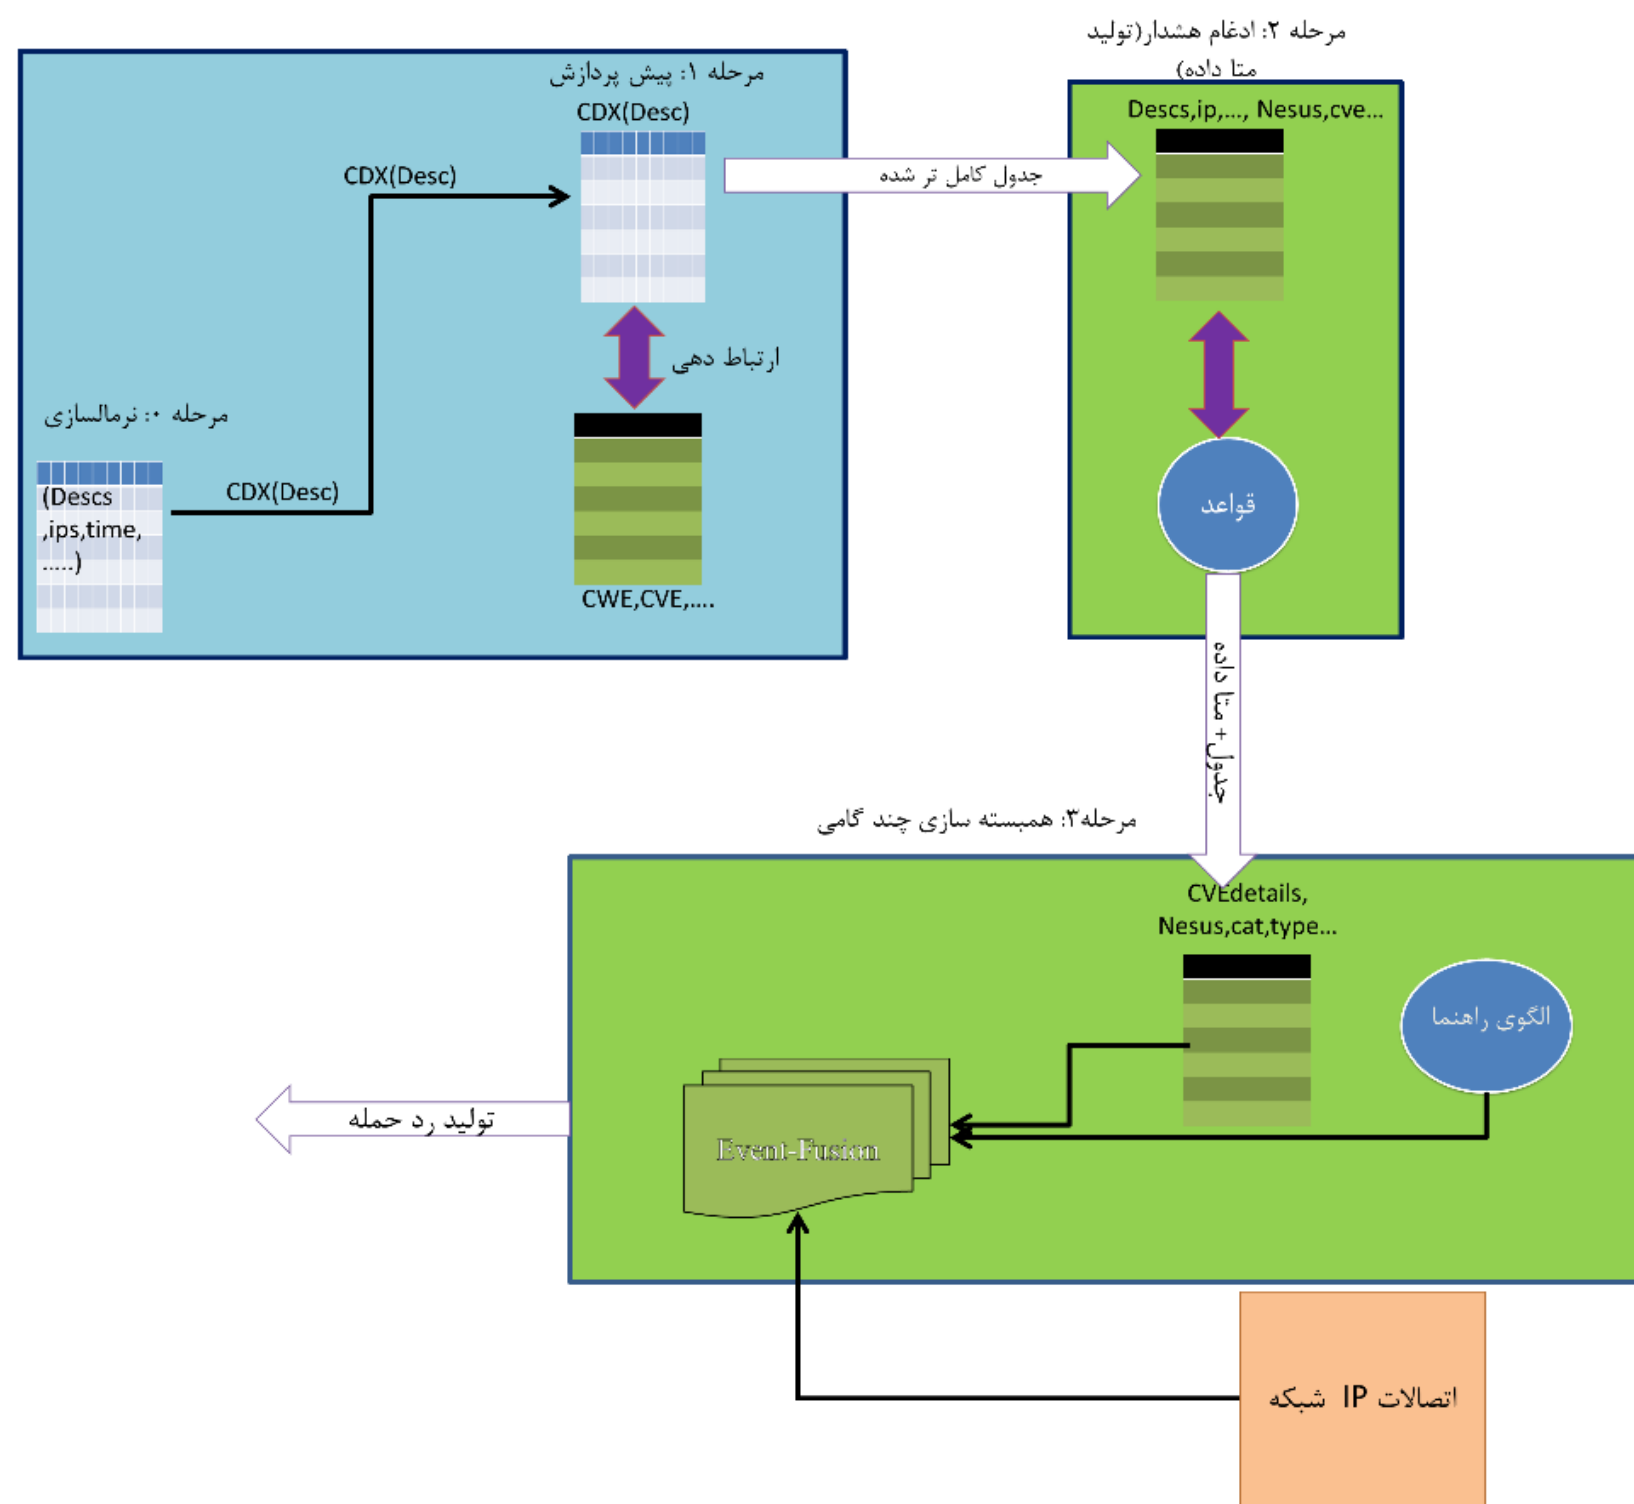 مرحله ۲: ادغام هشدار(تولید
متا داده)
مرحله ۱: پیش پردازش
CDX(Desc)
Descs,ip,..., Nesus,cve...
CDX(Desc)
جدول کامل تر شده
ارتباط دهی
مرحله ۰: نرمالسازی
(Descs
,ips,time,
.....)
CDX(Desc)
قواعد
CWE,CVE,....
جدول+ متا داده
مرحله۳: همبسته سازی چند گامی
CVEdetails,
Nesus,cat,type...
الگوی راهنما
تولید رد حمله
Event-Fusion
اتصالات IP شبکه